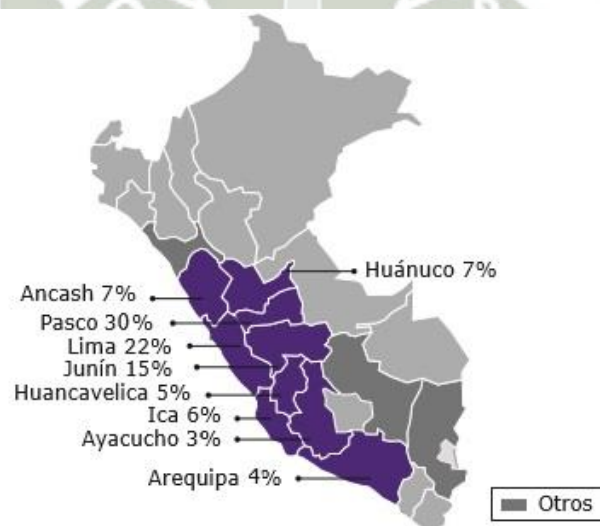 Huánuco 7%
Ancash 7%
Pasco 30%
Lima 22%
Junín 15%
Huancavelica 5%
Ica 6%
Ayacucho 3%
Arequipa 4%
Otros